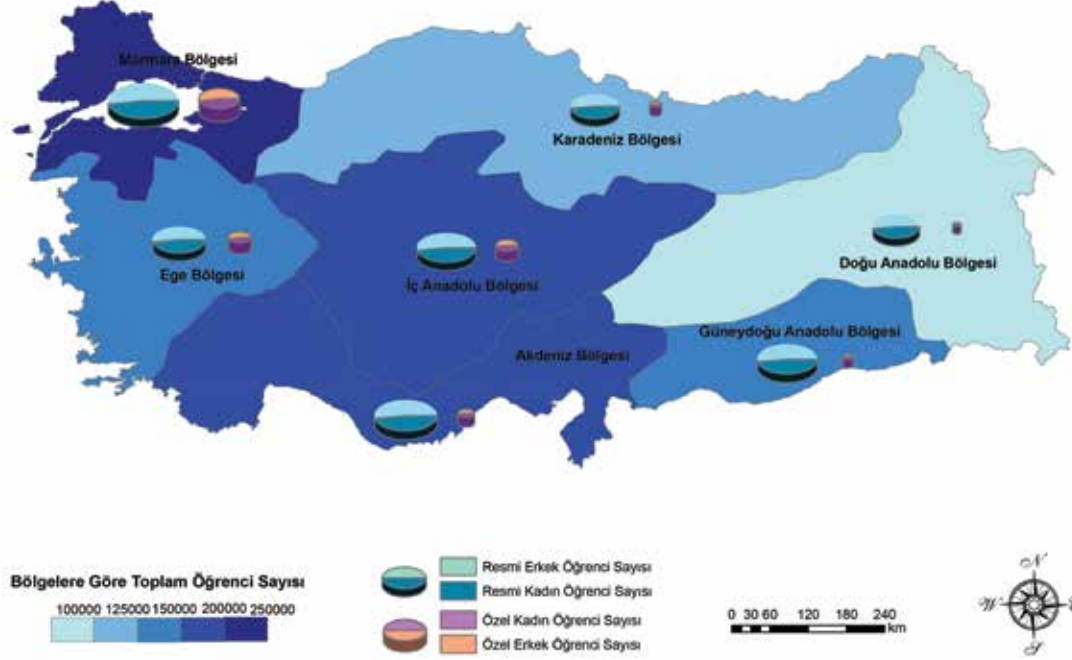 Marmara Bölgesi
Karadeniz Bölgesi
Ege Bölgesi
İç Anadolu Bölgesi
Doğu Anadolu Bölgesi
Güneydoğu Anadolu Bölgesi
Akdeniz Bölgesi
Bölgelere Göre Toplam Öğrenci Sayısı
100000 125000 150000 200000 250000
Resmi Erkek Öğrenci Sayısı
Resmi Kadın Öğrenci Sayısı
Özel Kadın Öğrenci Sayısı
Özel Erkek Öğrenci Sayısı
0 30 60 120 180 240
km
N
W E
S